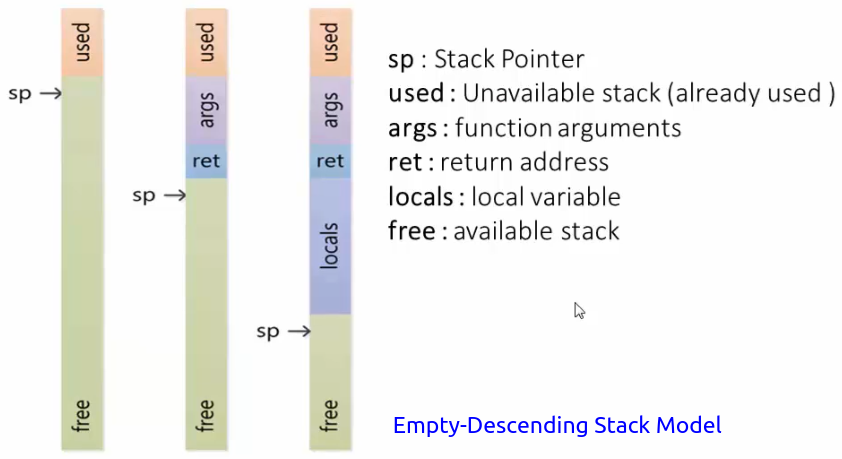 used
used
used
sp →
sp : Stack Pointer
used : Unavailable stack (already used )
args
args
args : function arguments
ret
ret
ret : return address
sp →
locals : local variable
locals
free : available stack
sp →
free
free
free
Empty-Descending Stack Model